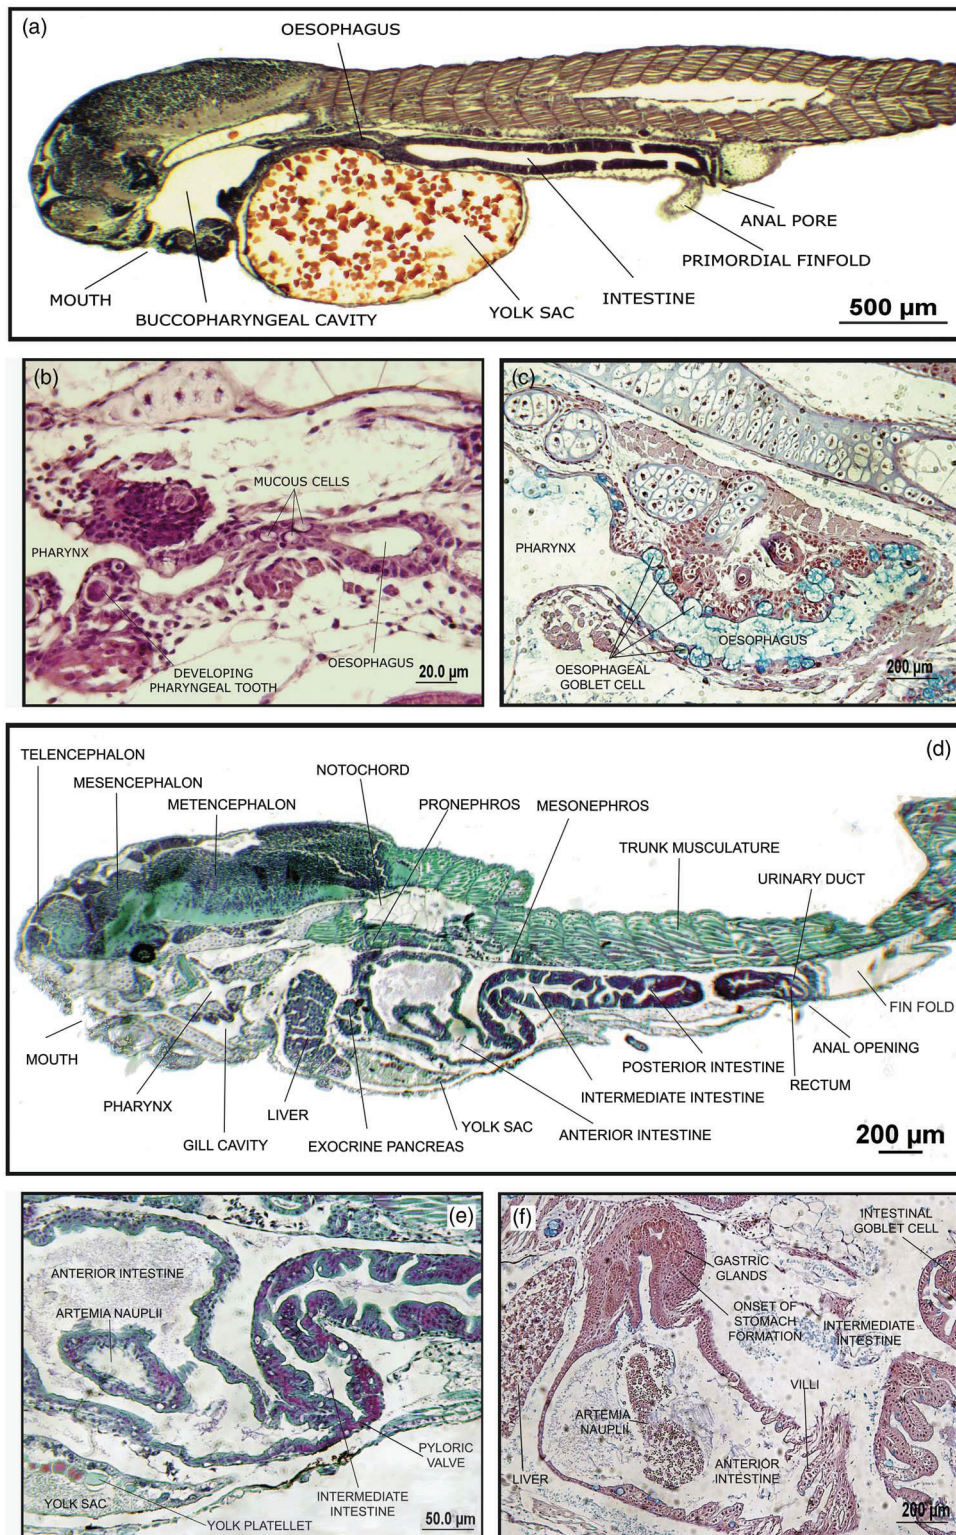 (a)
OESOPHAGUS
ANAL PORE
PRIMORDIAL FINFOLD
INTESTINE
YOLK SAC
MOUTH
BUCCOPHARYNGEAL CAVITY
500 µm
(b)
MUCOUS CELLS
PHARYNX
OESOPHAGUS
DEVELOPING
PHARYNGEAL TOOTH
20.0 µm
(c)
PHARYNX
OESOPHAGUS
OESOPHAGEAL
GOBLET CELL
200 µm
(d)
TELENCEPHALON
MESENCEPHALON
METENCEPHALON
NOTOCHORD
PRONEPHROS
MESONEPHROS
TRUNK MUSCULATURE
URINARY DUCT
FIN FOLD
ANAL OPENING
RECTUM
POSTERIOR INTESTINE
INTERMEDIATE INTESTINE
ANTERIOR INTESTINE
YOLK SAC
EXOCRINE PANCREAS
LIVER
GILL CAVITY
PHARYNX
MOUTH
200 µm
(e)
ANTERIOR INTESTINE
ARTEMIA NAUPLII
PYLORIC
VALVE
INTERMEDIATE
INTESTINE
YOLK SAC
YOLK PLATELLET
50.0 µm
(f)
INTESTINAL
GOBLET CELL
GASTRIC
GLANDS
ONSET OF
STOMACH
FORMATION
INTERMEDIATE
INTESTINE
VILLI
ARTEMIA
NAUPLII
ANTERIOR
INTESTINE
LIVER
200 µm